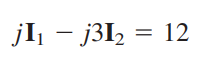 jI₁ − j3I₂ = 12